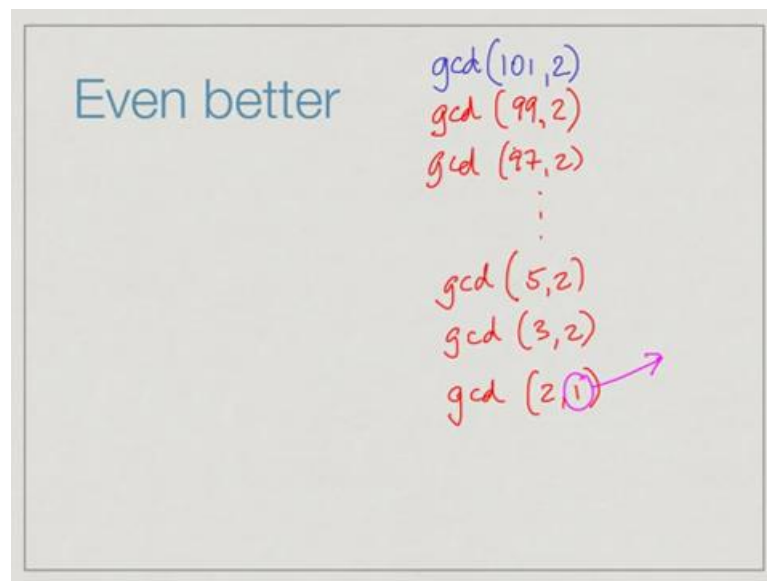 Even better
gcd(101,2)
gcd (99,2)
gcd (97,2)
⋮
gcd (5,2)
gcd (3,2)
gcd (2,1)